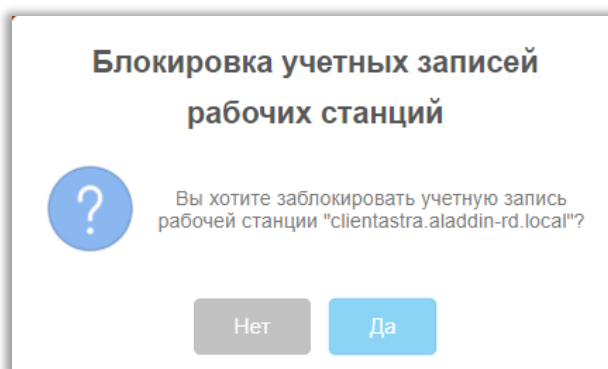 Блокировка учетных записей
рабочих станций
Вы хотите заблокировать учетную запись
рабочей станции "clientastra.aladdin-rd.local"?
Нет
Да